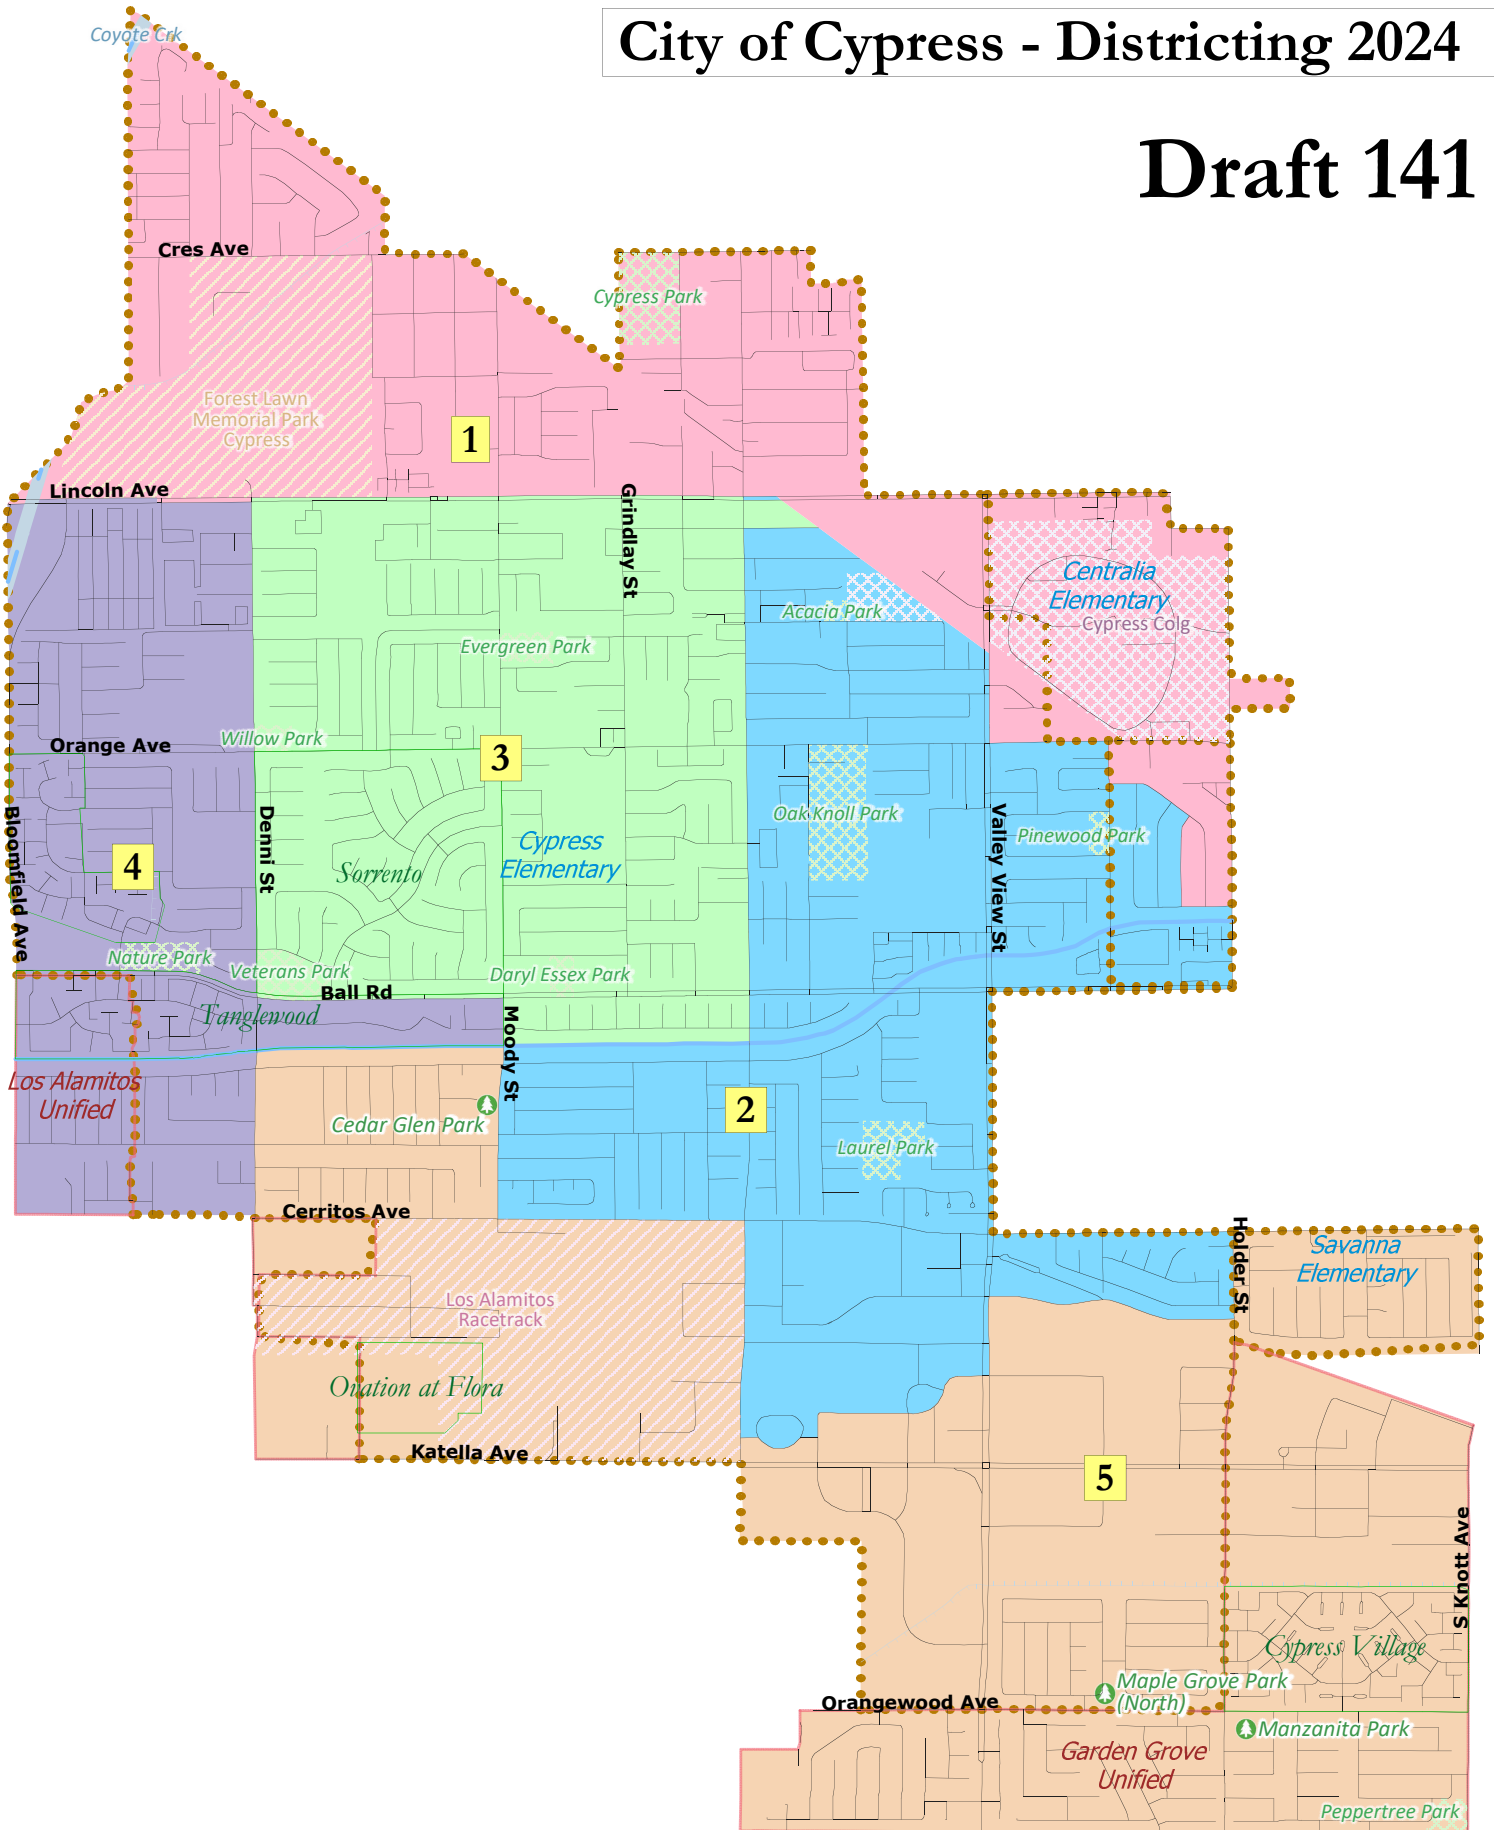 City of Cypress - Districting 2024
Draft 141
Coyote Crk
Cres Ave
Cypress Park
Forest Lawn
Memorial Park
Cypress
1
Lincoln Ave
Grindlay St
Centralia
Elementary
Cypress Colg
Acacia Park
Evergreen Park
Willow Park
Orange Ave
3
Bloomfield Ave
Denni St
Valley View St
Oak Knoll Park
Pinewood Park
Cypress
Elementary
Sorrento
4
Nature Park
Veterans Park
Daryl Essex Park
Ball Rd
Tanglewood
Moody St
Los Alamitos
Unified
2
Cedar Glen Park
Laurel Park
Cerritos Ave
Holder St
Savanna
Elementary
Los Alamitos
Racetrack
Ovation at Flora
Katella Ave
5
S Knott Ave
Cypress Village
Maple Grove Park
(North)
Orangewood Ave
Manzanita Park
Garden Grove
Unified
Peppertree Park